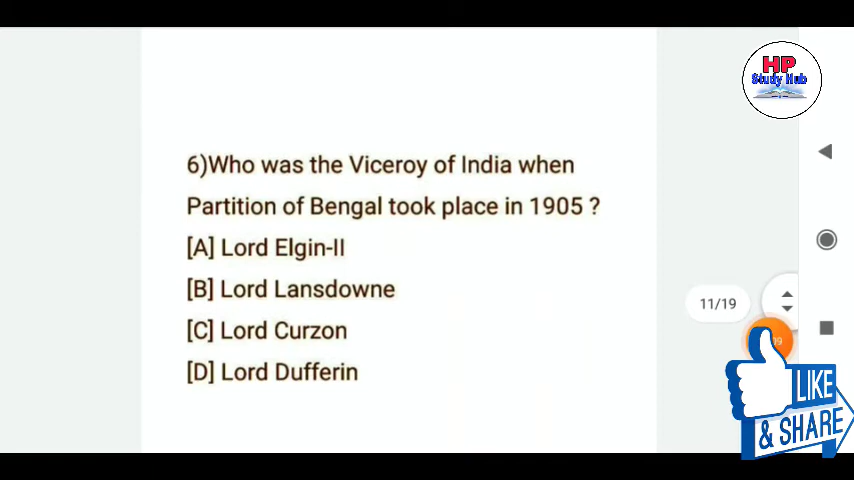 HP
Study Hub
6)Who was the Viceroy of India when
Partition of Bengal took place in 1905 ?
[A] Lord Elgin-II
[B] Lord Lansdowne
[C] Lord Curzon
[D] Lord Dufferin
11/19
LIKE
& SHARE